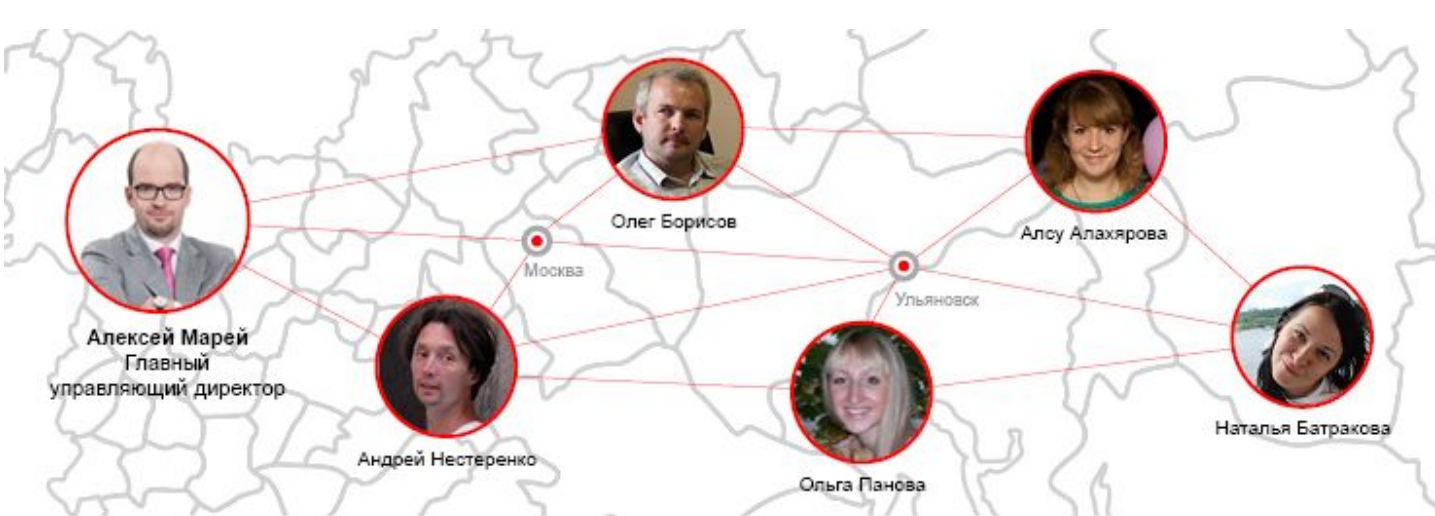 Олег Борисов
Алсу Алахярова
Москва
Ульяновск
Алексей Марей
Главный
управляющий директор
Наталья Батракова
Андрей Нестеренко
Ольга Панова